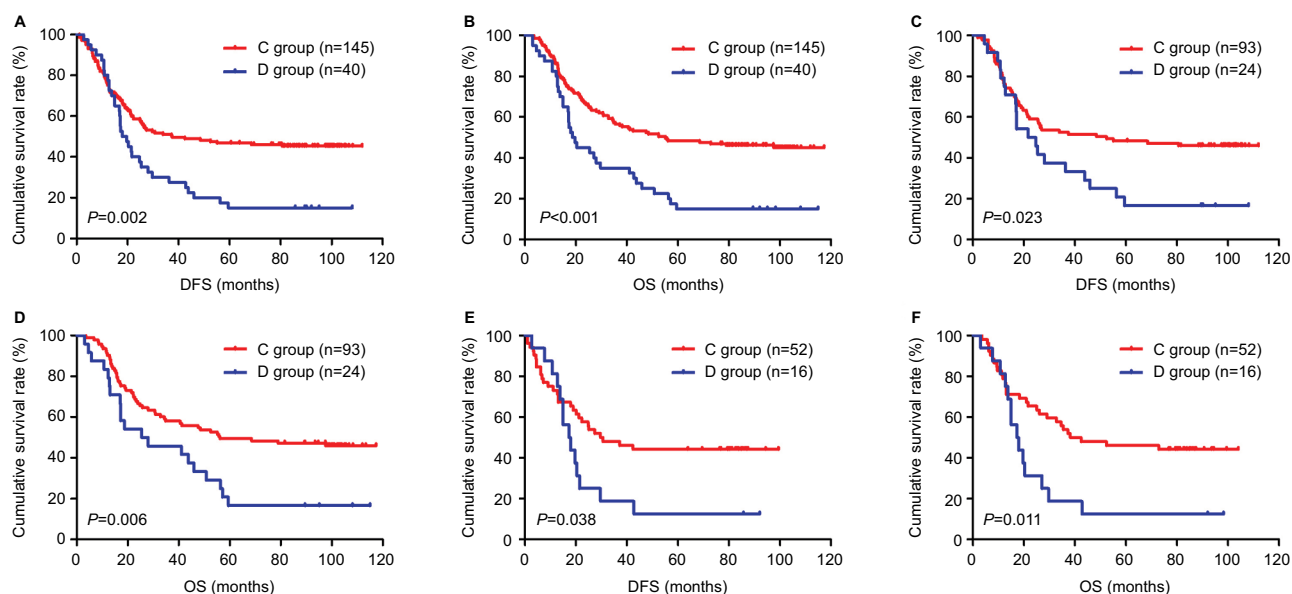 A
Cumulative survival rate (%)
100
80
60
40
20
0
C group (n=145)
D group (n=40)
P=0.002
0 20 40 60 80 100 120
DFS (months)
B
Cumulative survival rate (%)
100
80
60
40
20
0
C group (n=145)
D group (n=40)
P<0.001
0 20 40 60 80 100 120
OS (months)
C
Cumulative survival rate (%)
100
80
60
40
20
0
C group (n=93)
D group (n=24)
P=0.023
0 20 40 60 80 100 120
DFS (months)
D
Cumulative survival rate (%)
100
80
60
40
20
0
C group (n=93)
D group (n=24)
P=0.006
0 20 40 60 80 100 120
OS (months)
E
Cumulative survival rate (%)
100
80
60
40
20
0
C group (n=52)
D group (n=16)
P=0.038
0 20 40 60 80 100 120
DFS (months)
F
Cumulative survival rate (%)
100
80
60
40
20
0
C group (n=52)
D group (n=16)
P=0.011
0 20 40 60 80 100 120
OS (months)